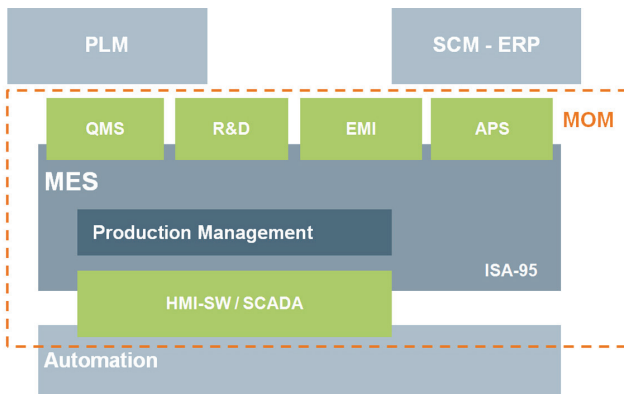 PLM
SCM - ERP
QMS
R&D
EMI
APS
MOM
MES
Production Management
ISA-95
HMI-SW / SCADA
Automation